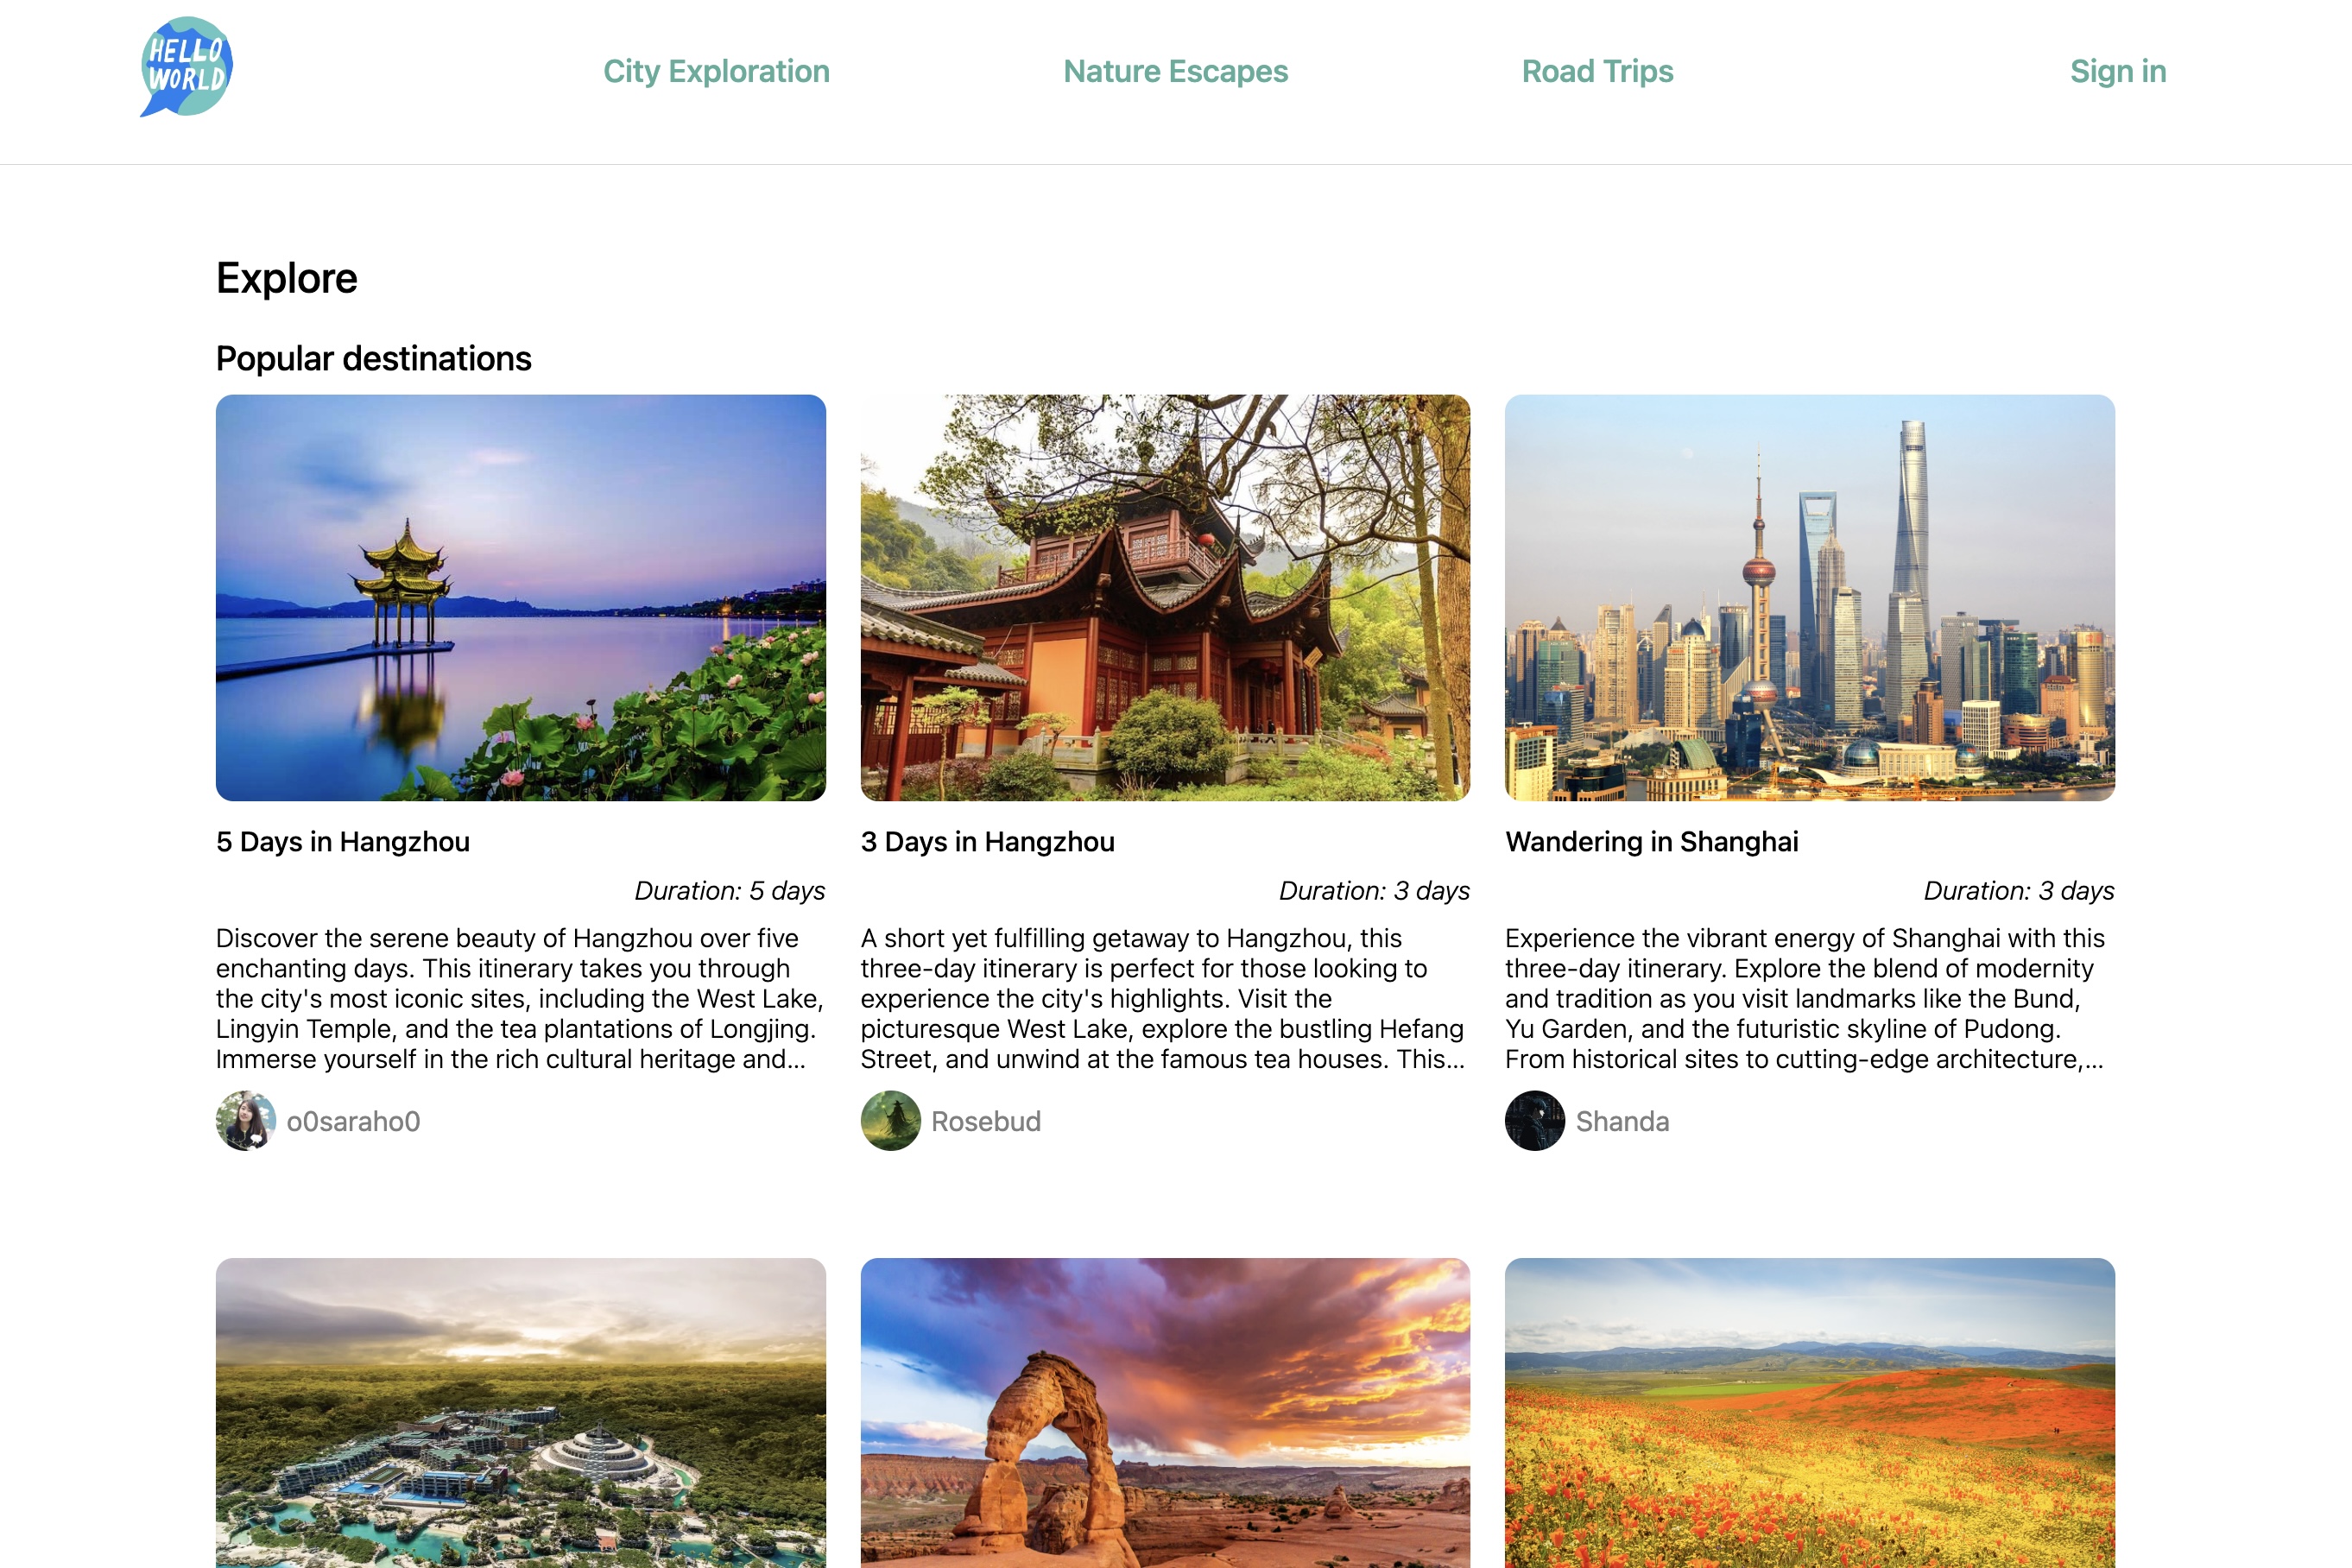 HELLO
WORLD
City Exploration
Nature Escapes
Road Trips
Sign in
Explore
Popular destinations
5 Days in Hangzhou
Duration: 5 days
Discover the serene beauty of Hangzhou over five
enchanting days. This itinerary takes you through
the city's most iconic sites, including the West Lake,
Lingyin Temple, and the tea plantations of Longjing.
Immerse yourself in the rich cultural heritage and...
o0saraho0
3 Days in Hangzhou
Duration: 3 days
A short yet fulfilling getaway to Hangzhou, this
three-day itinerary is perfect for those looking to
experience the city's highlights. Visit the
picturesque West Lake, explore the bustling Hefang
Street, and unwind at the famous tea houses. This...
Rosebud
Wandering in Shanghai
Duration: 3 days
Experience the vibrant energy of Shanghai with this
three-day itinerary. Explore the blend of modernity
and tradition as you visit landmarks like the Bund,
Yu Garden, and the futuristic skyline of Pudong.
From historical sites to cutting-edge architecture,...
Shanda